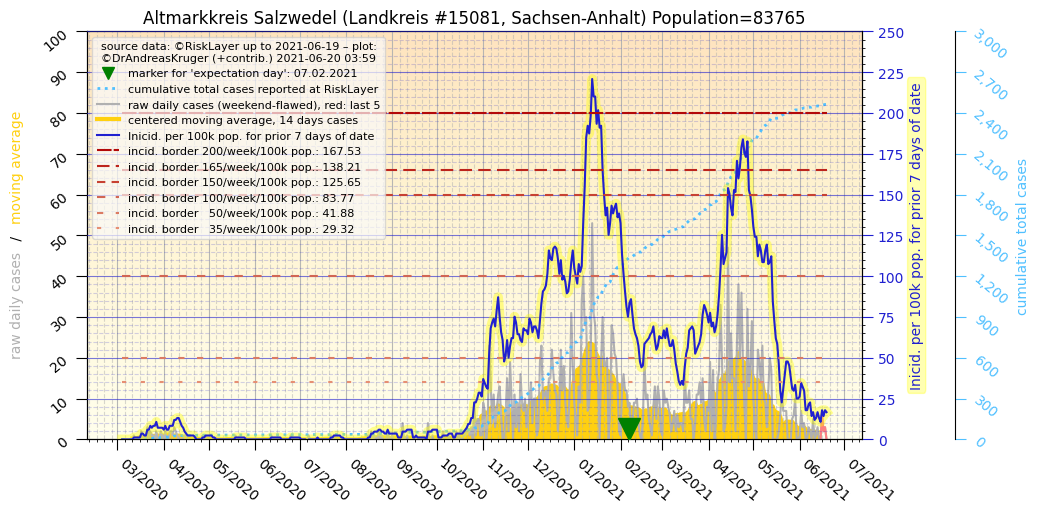 Altmarkkreis Salzwedel (Landkreis #15081, Sachsen-Anhalt) Population=83765
source data: ©RiskLayer up to 2021-06-19 – plot:
©DrAndreasKruger (+contrib.) 2021-06-20 03:59
marker for 'expectation day': 07.02.2021
cumulative total cases reported at RiskLayer
raw daily cases (weekend-flawed), red: last 5
centered moving average, 14 days cases
Inicid. per 100k pop. for prior 7 days of date
incid. border 200/week/100k pop.: 167.53
incid. border 165/week/100k pop.: 138.21
incid. border 150/week/100k pop.: 125.65
incid. border 100/week/100k pop.: 83.77
incid. border   50/week/100k pop.: 41.88
incid. border   35/week/100k pop.: 29.32
raw daily cases / moving average
100
90
80
70
60
50
40
30
20
10
0
03/2020
04/2020
05/2020
06/2020
07/2020
08/2020
09/2020
10/2020
11/2020
12/2020
01/2021
02/2021
03/2021
04/2021
05/2021
06/2021
07/2021
250
225
200
175
150
125
100
75
50
25
0
Inicid. per 100k pop. for prior 7 days of date
3,000
2,700
2,400
2,100
1,800
1,500
1,200
900
600
300
0
cumulative total cases